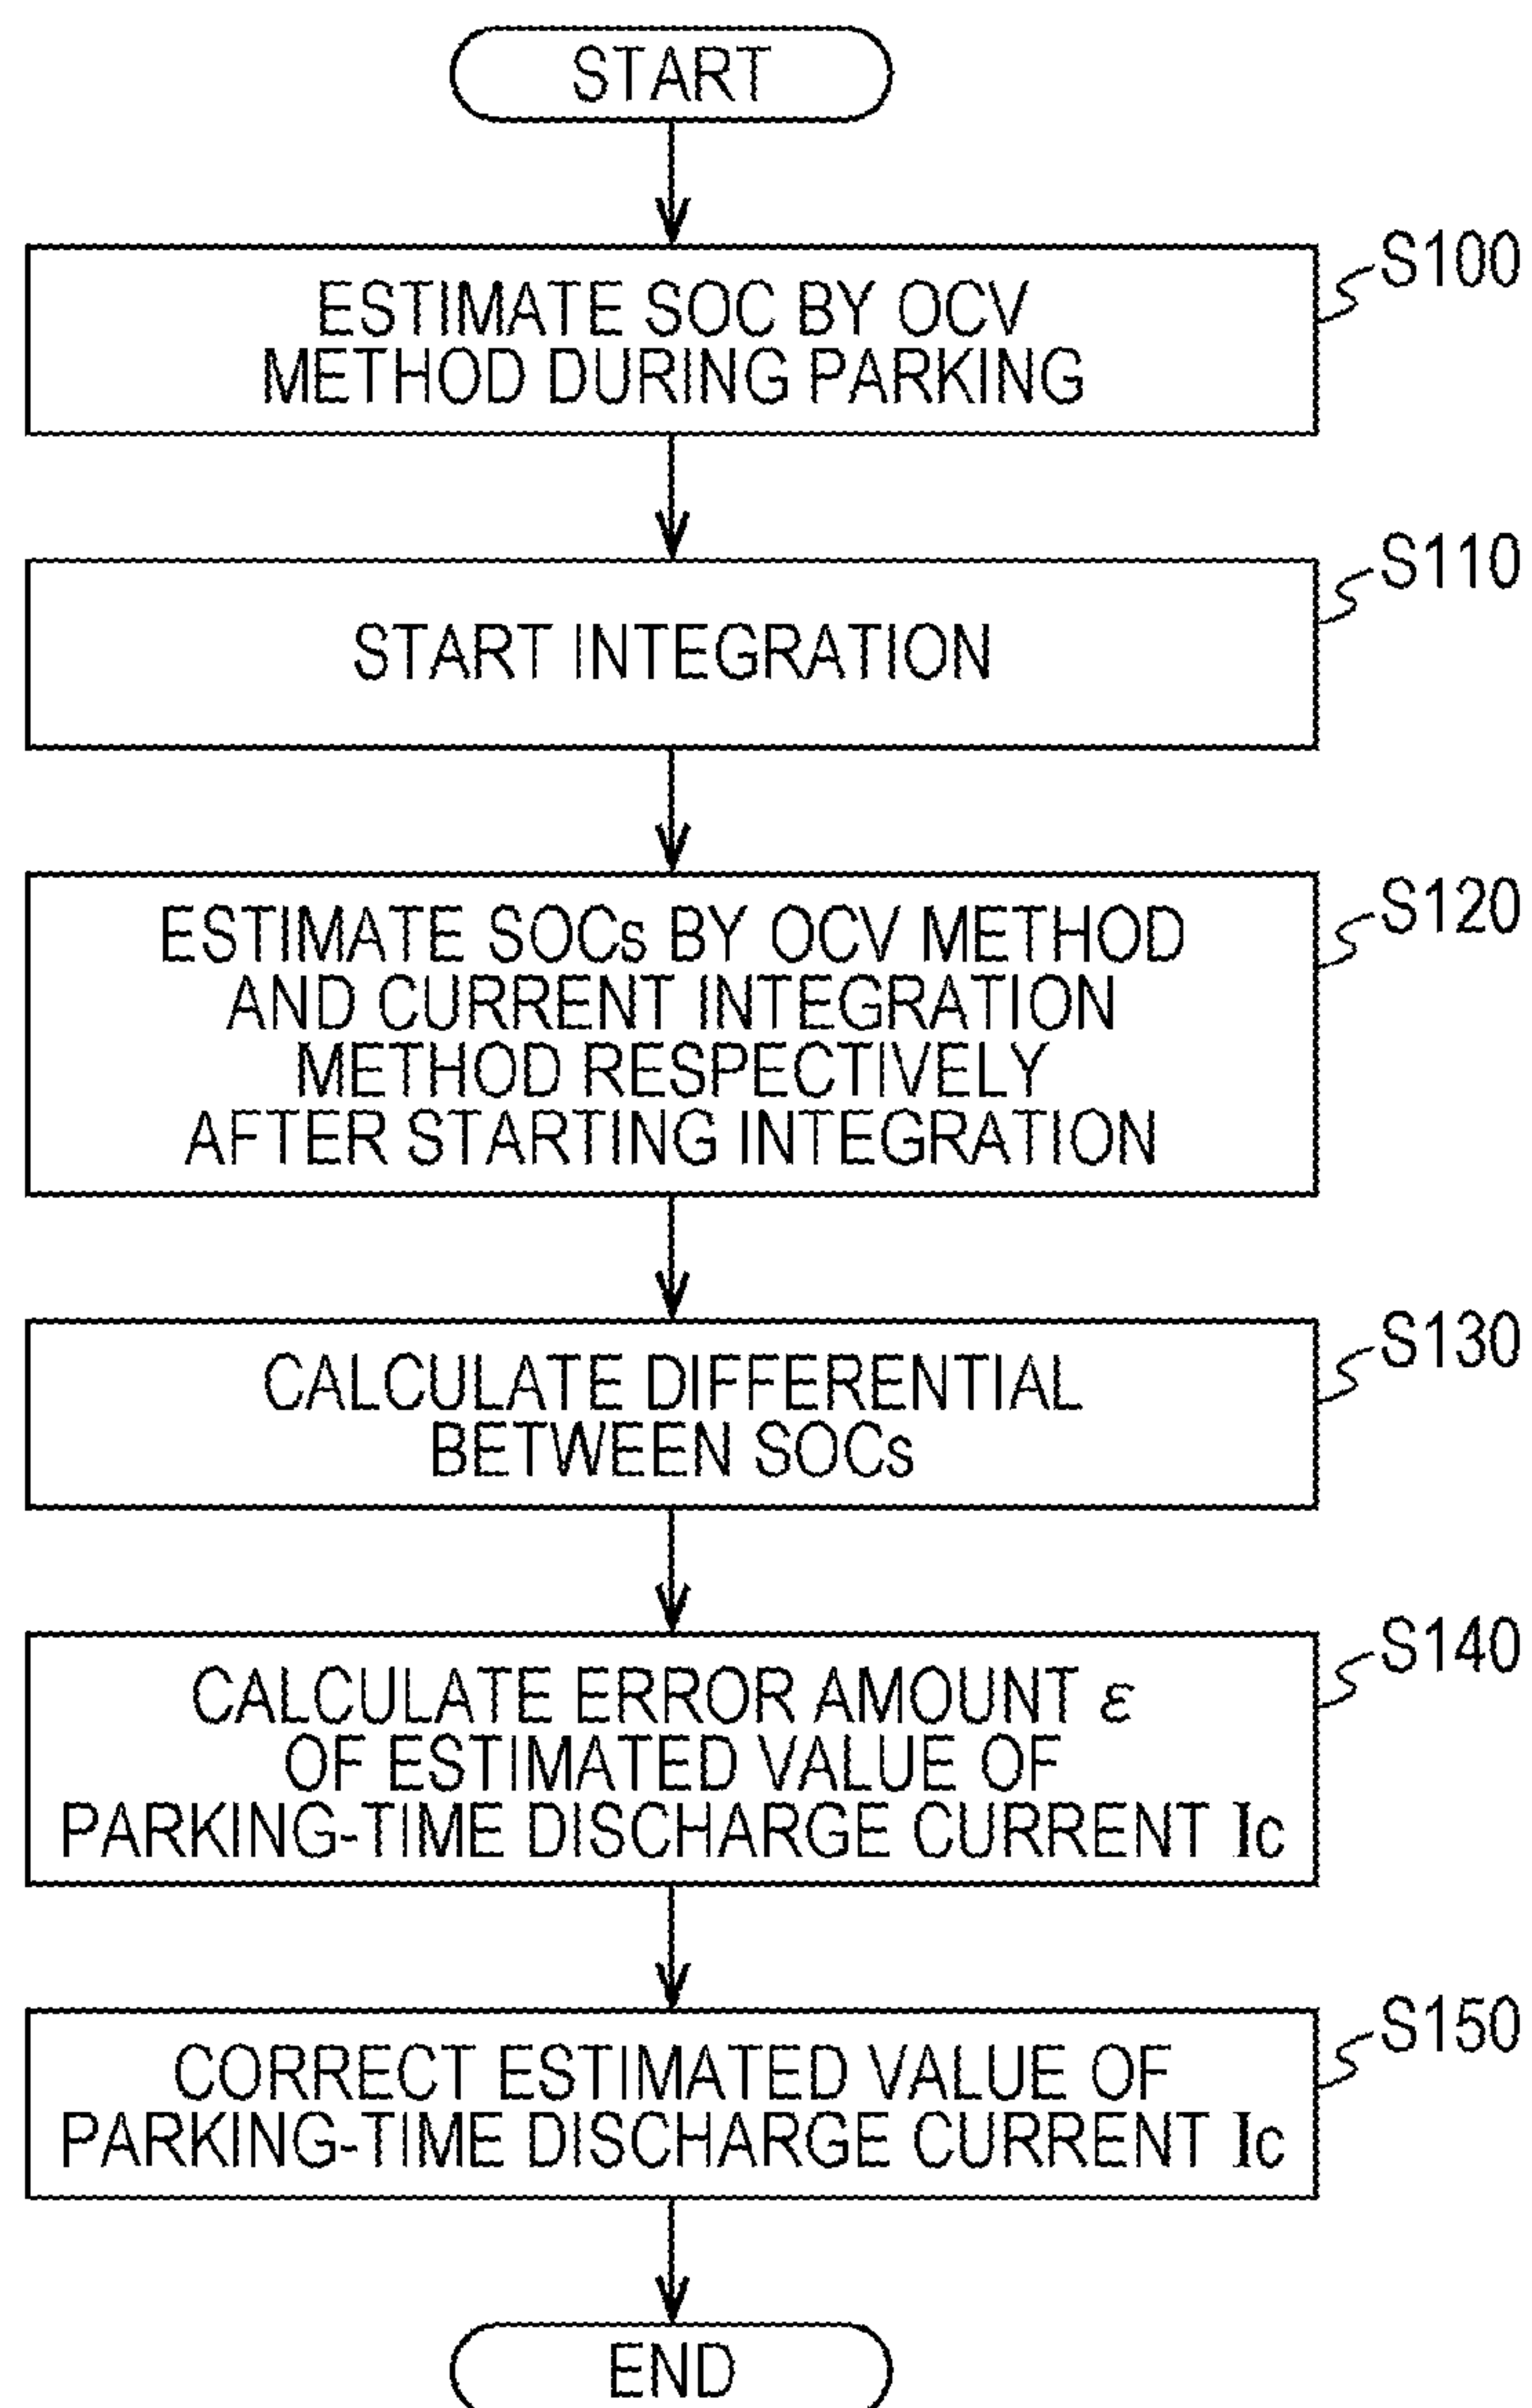 START
S100
ESTIMATE SOC BY OCV
METHOD DURING PARKING
S110
START INTEGRATION
S120
ESTIMATE SOCs BY OCV METHOD
AND CURRENT INTEGRATION
METHOD RESPECTIVELY
AFTER STARTING INTEGRATION
S130
CALCULATE DIFFERENTIAL
BETWEEN SOCs
S140
CALCULATE ERROR AMOUNT ε
OF ESTIMATED VALUE OF
PARKING-TIME DISCHARGE CURRENT Ic
S150
CORRECT ESTIMATED VALUE OF
PARKING-TIME DISCHARGE CURRENT Ic
END